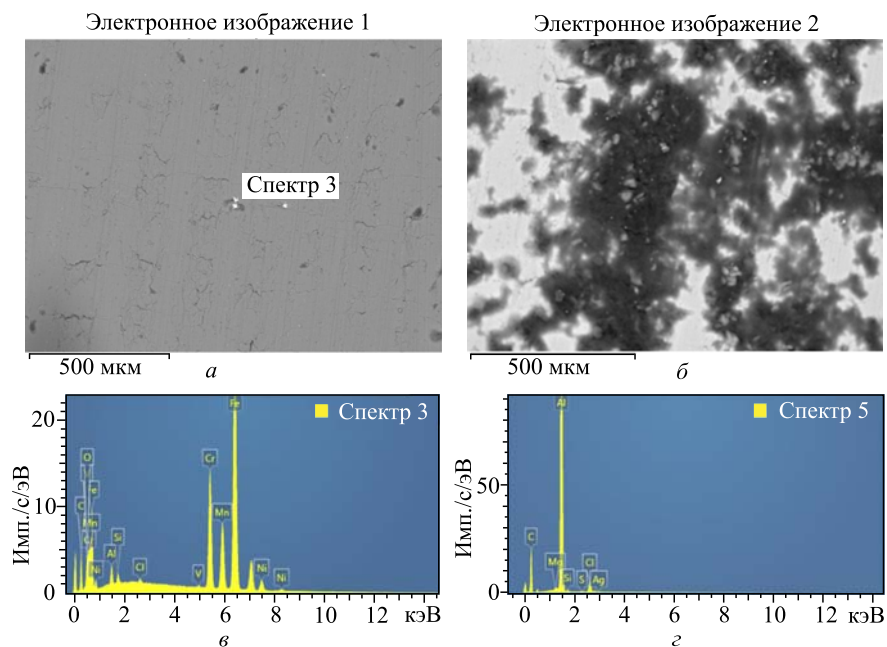 Электронное изображение 1
Электронное изображение 2
Спектр 3
500 мкм
а
500 мкм
б
Спектр 3
Имп./с/эВ
20
10
0
O
Fe
C
Mn
Ni
Al
Si
Cl
V
Cr
Mn
Fe
Ni
Ni
0 2 4 6 8 10 12 кэВ
в
Спектр 5
Имп./с/эВ
50
0
C
Mg
Al
Si
S
Cl
Ag
0 2 4 6 8 10 12 кэВ
г